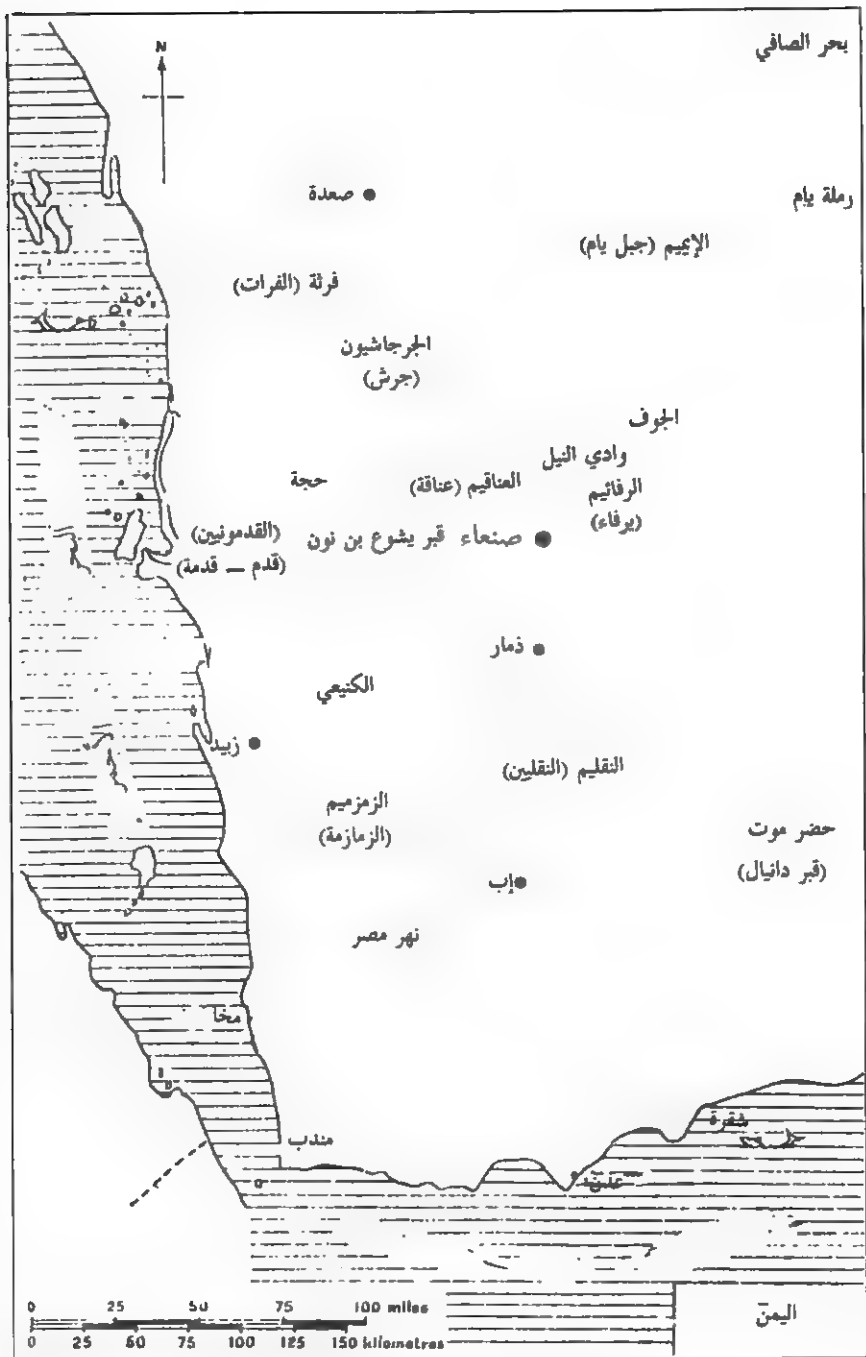 بحر الصافي
N
صعدة
رملة يام
الإيميم (جبل يام)
فرثة (الفرات)
الجرجاشيون
(جرش)
الجوف
وادي النيل
العناقيم (عناقة)
الرفائيم
(يرفاء)
حجة
(القدمونيين)
(قدم — قدمة)
صنعاء قبر يشوع بن نون
ذمار
الكنيعي
زبيد
النقليم (النقليين)
الزمزميم
(الزمازمة)
حضر موت
(قبر دانيال)
إب
نهر مصر
مخا
شقرة
مندب
عدن
0 25 50 75 100 miles
0 25 50 75 100 125 150 kilometres
اليمن